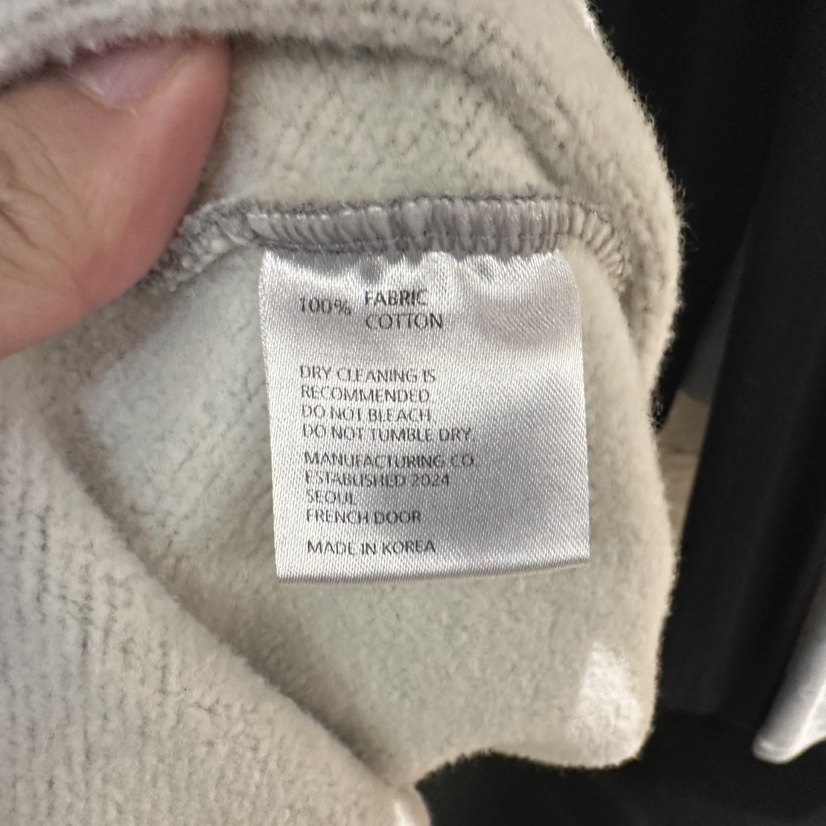 100% FABRIC
COTTON
DRY CLEANING IS
RECOMMENDED
DO NOT BLEACH
DO NOT TUMBLE DRY
MANUFACTURING CO.
ESTABLISHED 2024
SEOUL
FRENCH DOOR
MADE IN KOREA